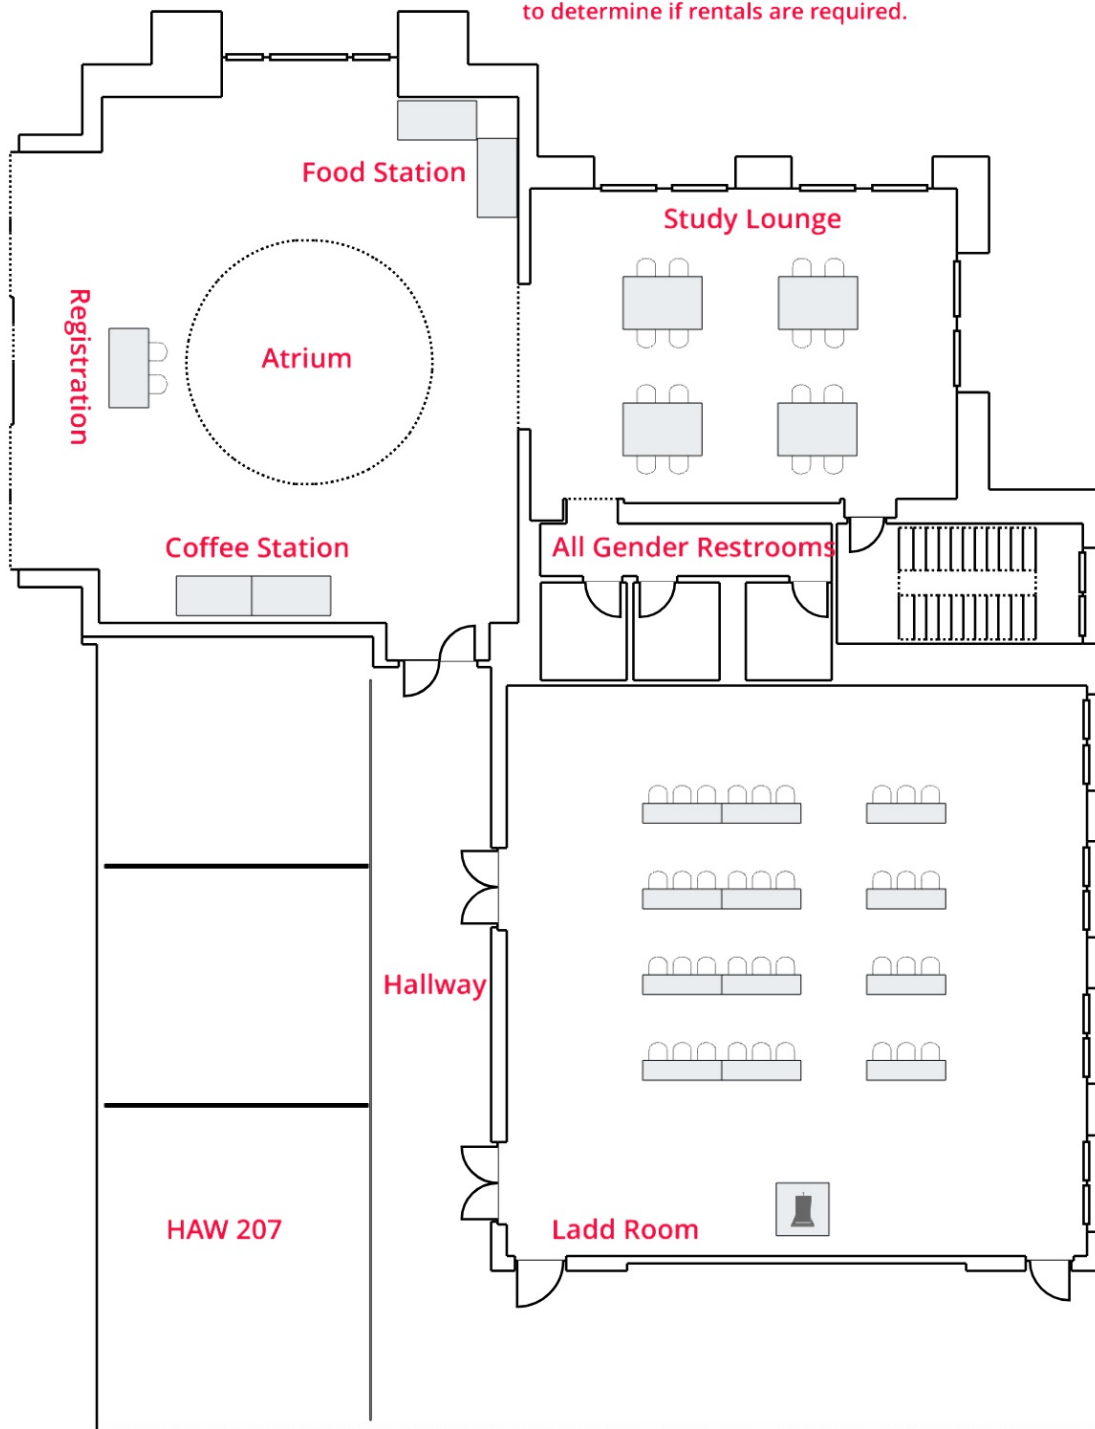 to determine if rentals are required.
Food Station
Study Lounge
Registration
Atrium
Coffee Station
All Gender Restrooms
Hallway
HAW 207
Ladd Room